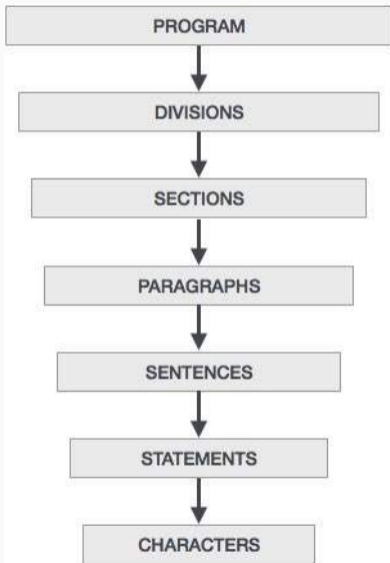 PROGRAM
DIVISIONS
SECTIONS
PARAGRAPHS
SENTENCES
STATEMENTS
CHARACTERS